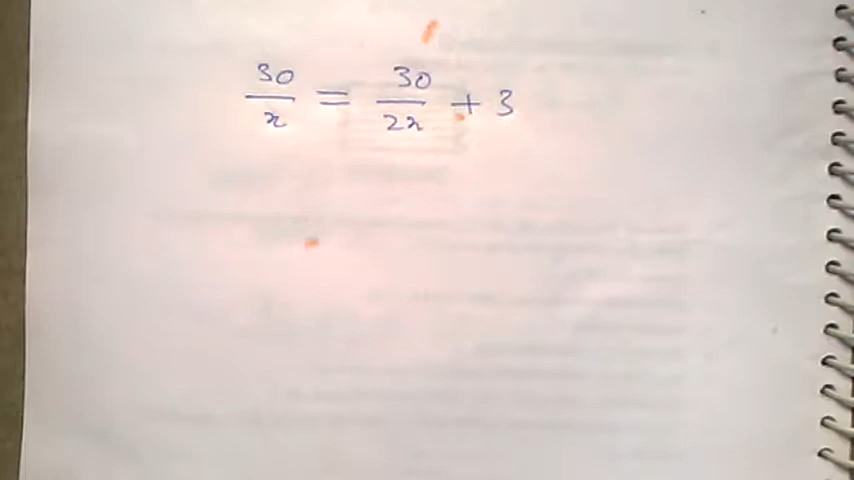 30/x = 30/2x + 3